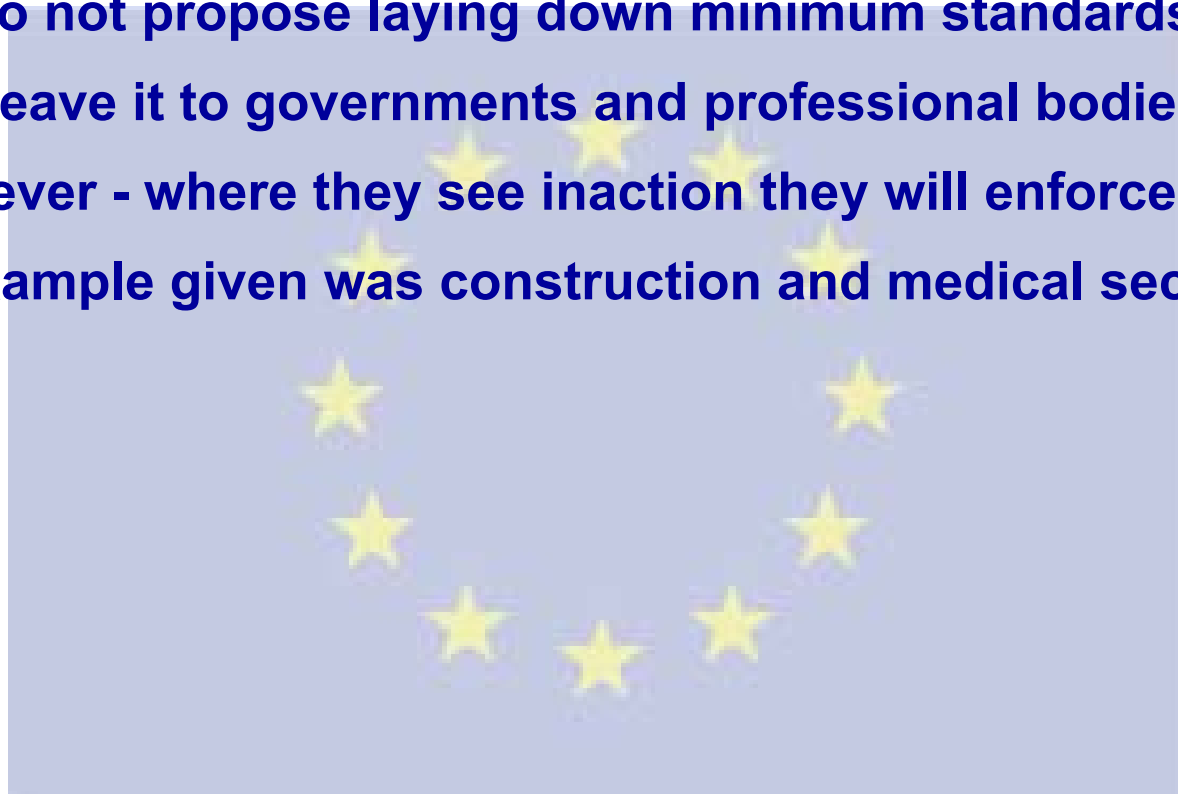 o not propose laying down minimum standards
eave it to governments and professional bodie
ever - where they see inaction they will enforce
ample given was construction and medical sec